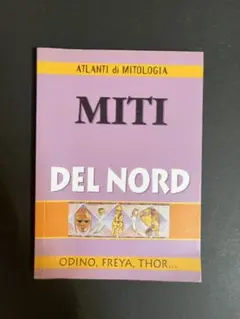 ATLANTI di MITOLOGIA
MITI
DEL NORD
ODINO, FREYA, THOR...